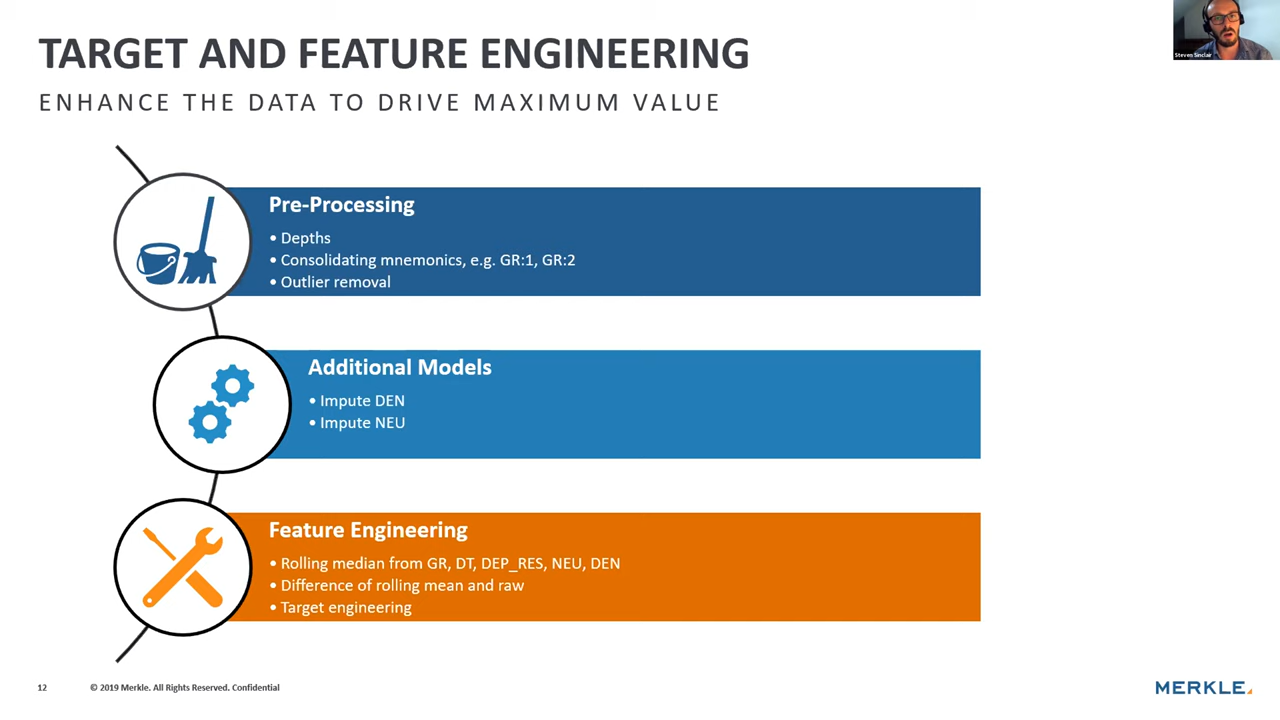 TARGET AND FEATURE ENGINEERING
ENHANCE THE DATA TO DRIVE MAXIMUM VALUE
Steven Sinclair
Pre-Processing
• Depths
• Consolidating mnemonics, e.g. GR:1, GR:2
• Outlier removal
Additional Models
• Impute DEN
• Impute NEU
Feature Engineering
• Rolling median from GR, DT, DEP_RES, NEU, DEN
• Difference of rolling mean and raw
• Target engineering
12 © 2019 Merkle. All Rights Reserved. Confidential
MERKLE